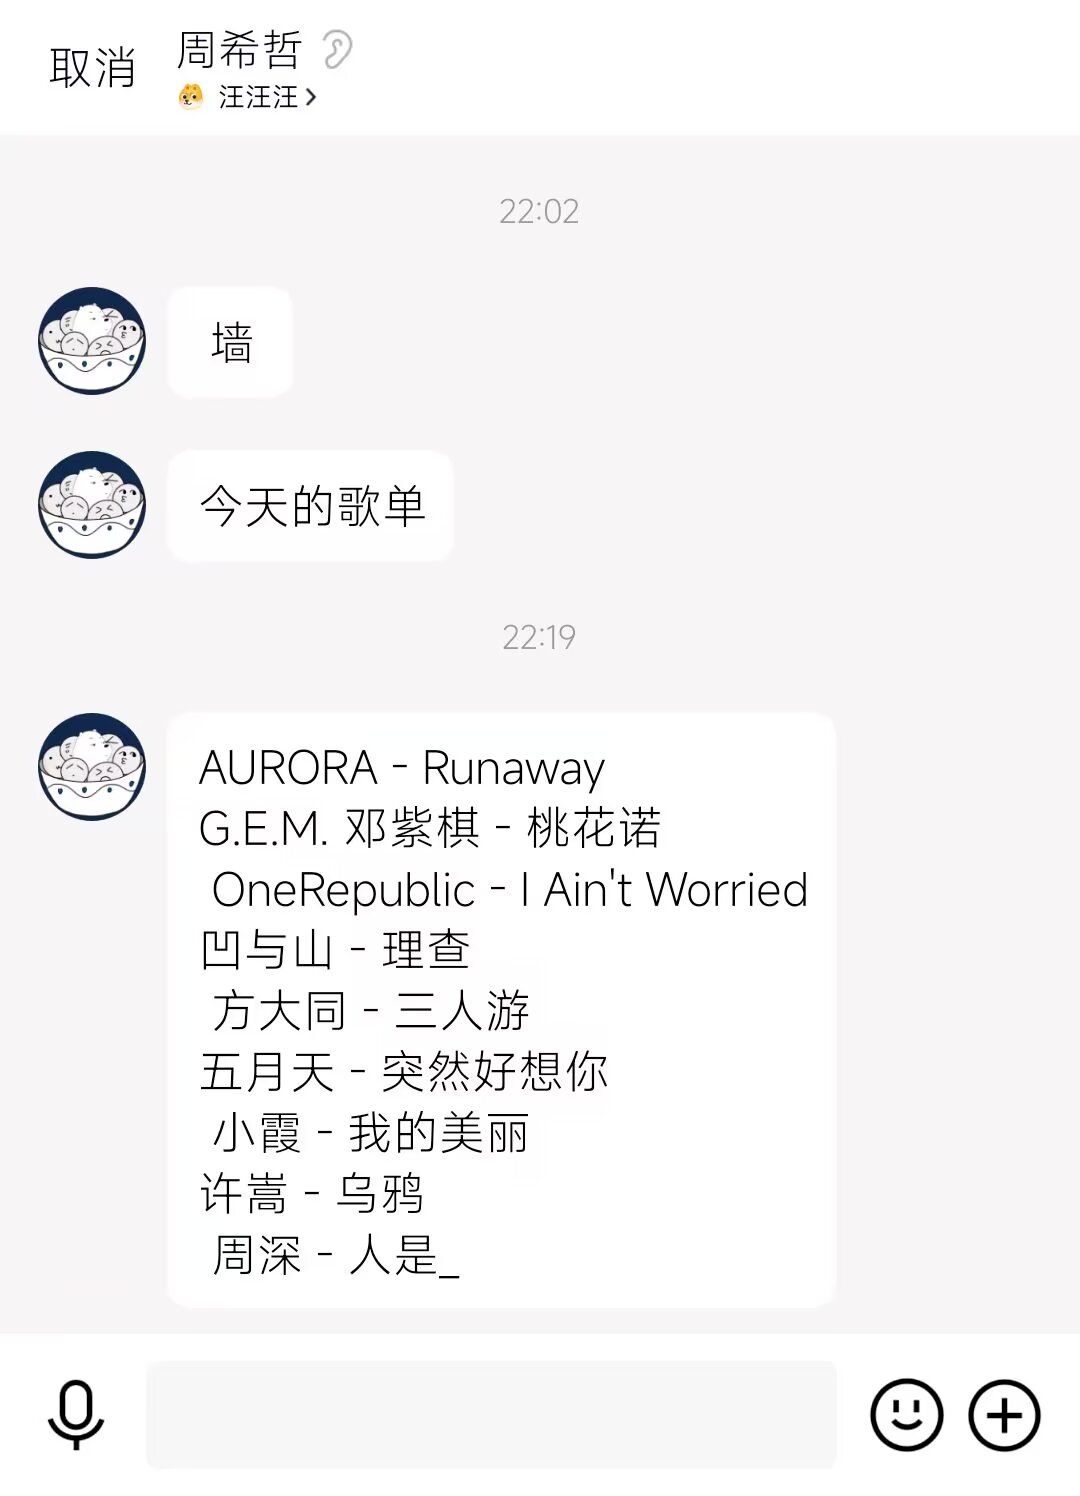 取消
周希哲
汪汪汪
22:02
墙
今天的歌单
22:19
AURORA - Runaway
G.E.M. 邓紫棋 - 桃花诺
OneRepublic - I Ain't Worried
凹与山 - 理查
方大同 - 三人游
五月天 - 突然好想你
小霞 - 我的美丽
许嵩 - 乌鸦
周深 - 人是_